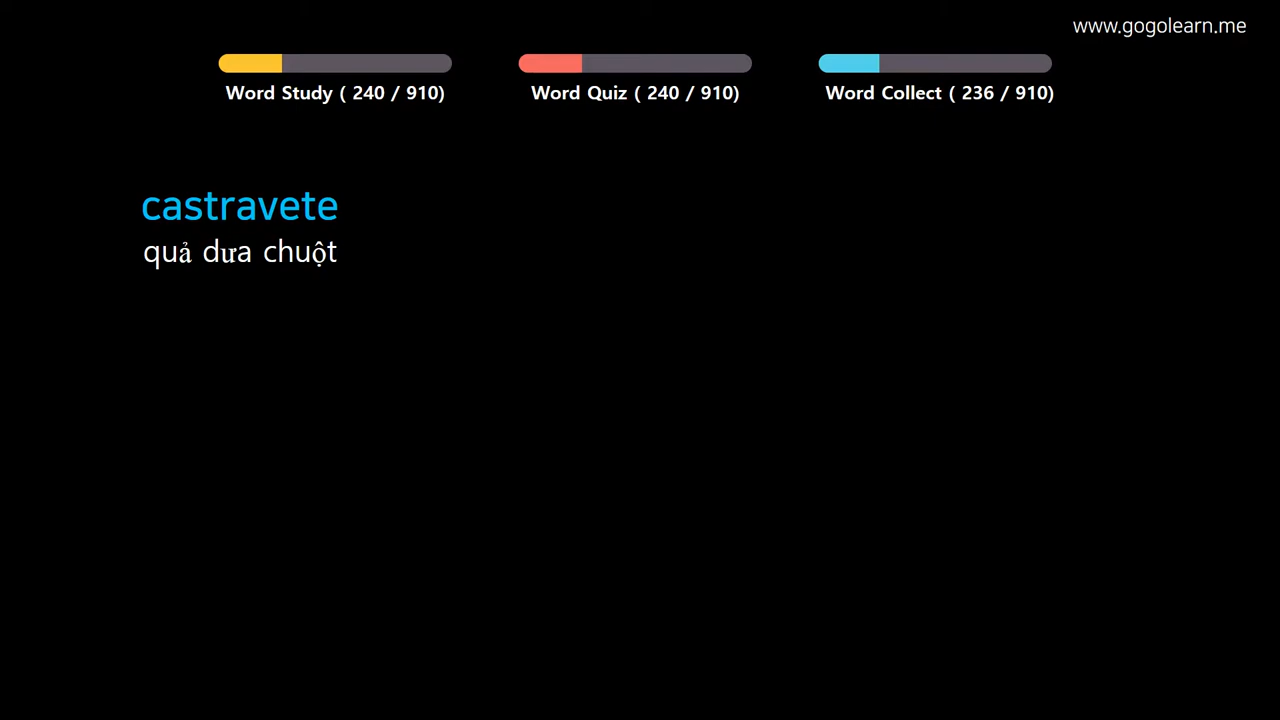 www.gogolearn.me
Word Study ( 240 / 910)
Word Quiz ( 240 / 910)
Word Collect ( 236 / 910)
castravete
quả dưa chuột